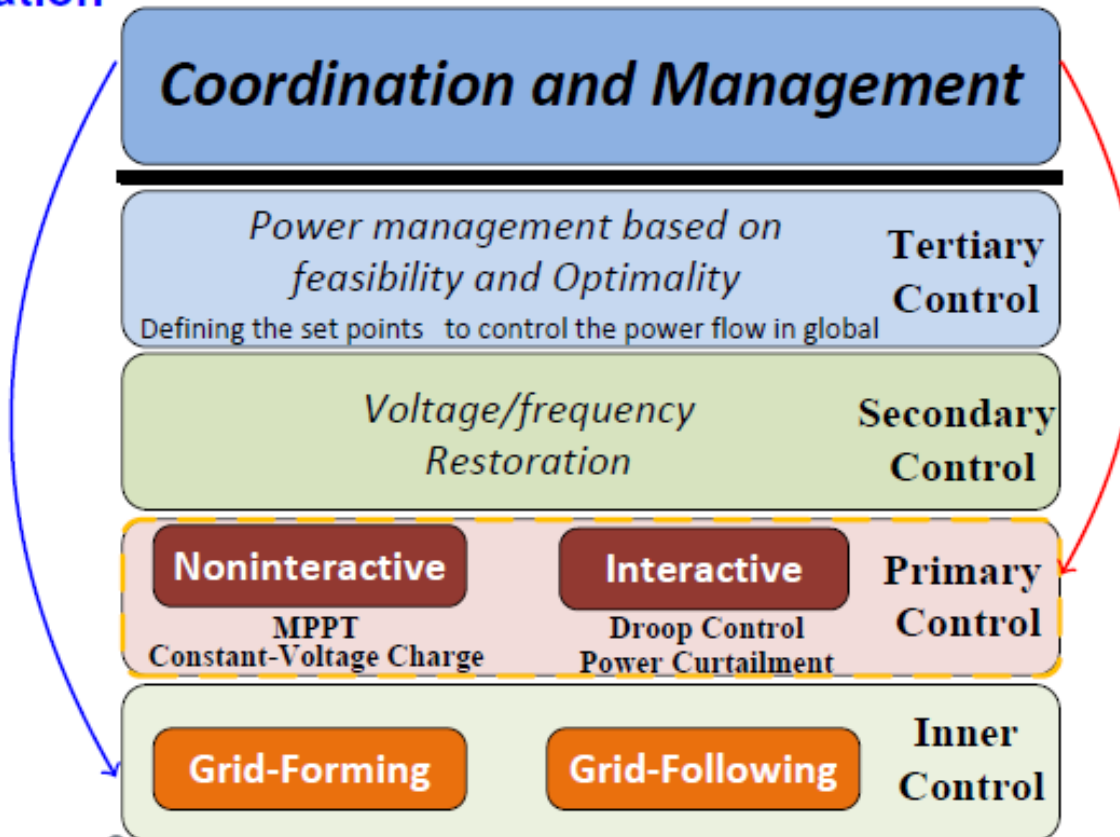 Coordination and Management
Power management based on
feasibility and Optimality
Defining the set points to control the power flow in global
Tertiary
Control
Voltage/frequency
Restoration
Secondary
Control
Noninteractive
MPPT
Constant-Voltage Charge
Interactive
Droop Control
Power Curtailment
Primary
Control
Grid-Forming
Grid-Following
Inner
Control